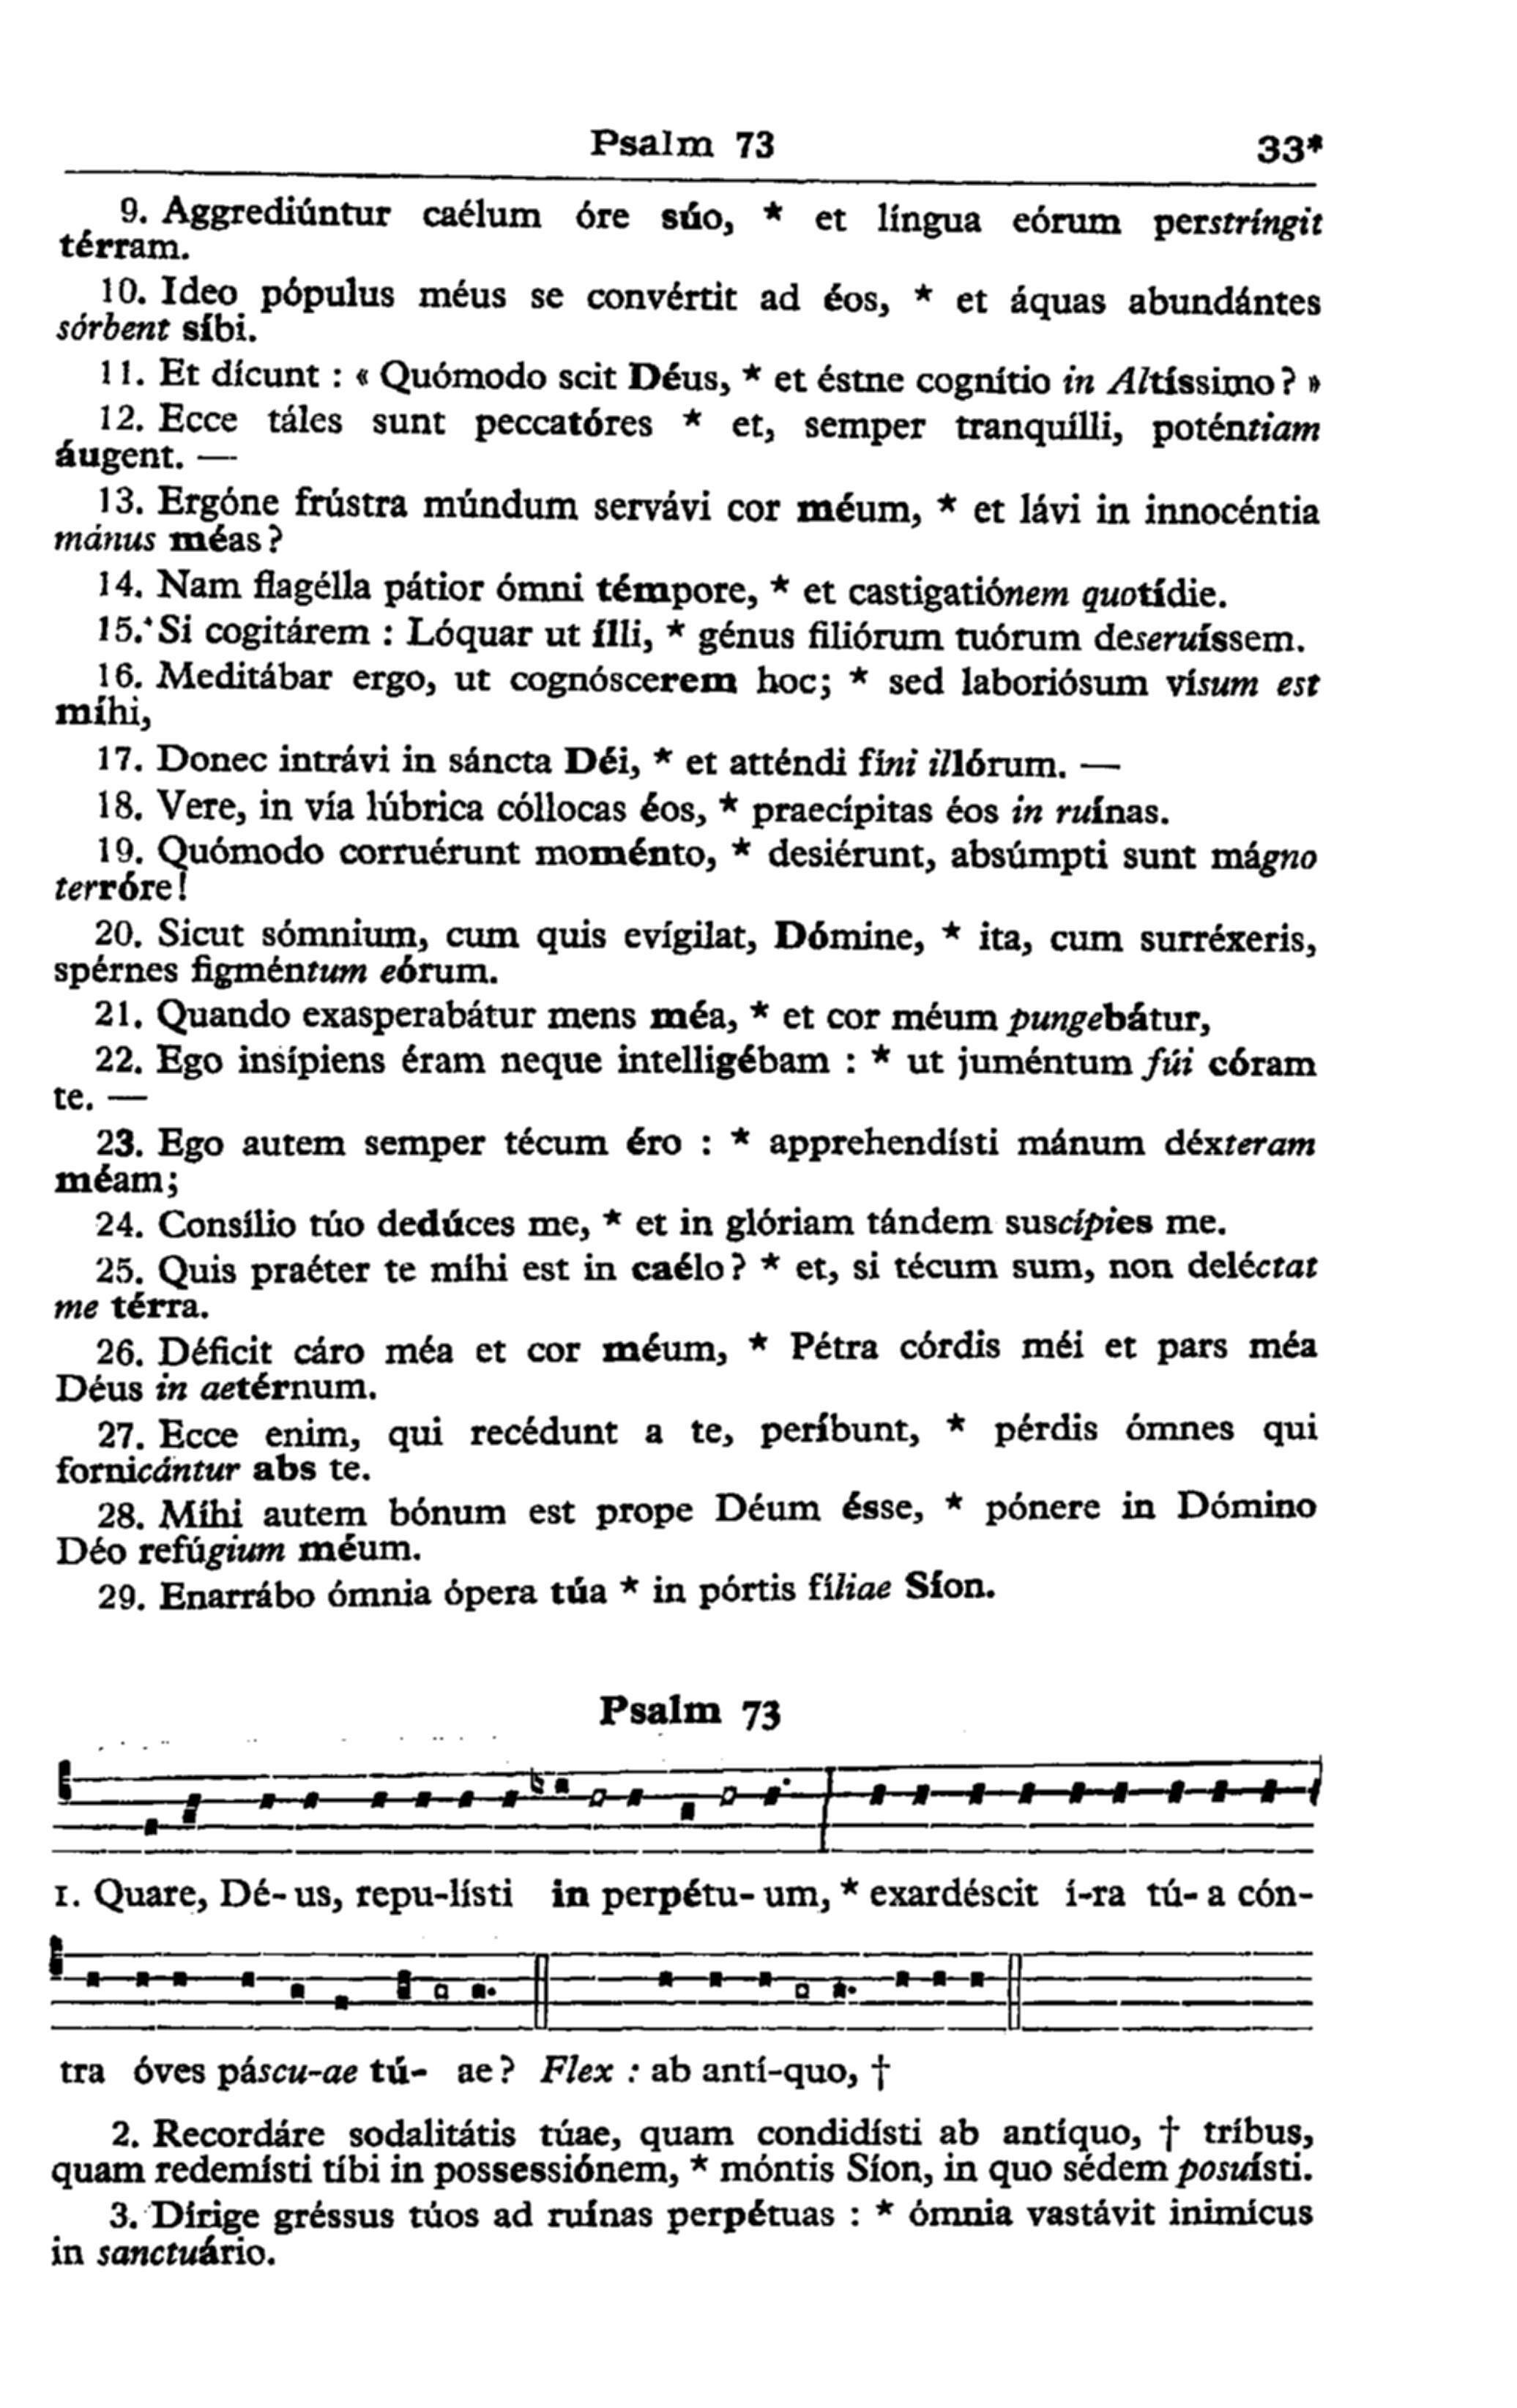 Psalm 73 33*
9. Aggrediúntur caélum óre súo, * et língua eórum perstríngit
térram.
10. Ideo pópulus méus se convértit ad éos, * et áquas abundántes
sórbent síbi.
11. Et dícunt : « Quómodo scit Déus, * et éstne cognítio in Altíssimo? »
12. Ecce táles sunt peccatóres * et, semper tranquílli, poténtiam
áugent. —
13. Ergóne frústra múndum servávi cor méum, * et lávi in innocéntia
mánus méas?
14. Nam flagélla pátior ómni témpore, * et castigatiónem quotídie.
15. Si cogitárem : Lóquar ut ílli, * génus filiórum tuórum deseruíssem.
16. Meditábar ergo, ut cognóscerem hoc; * sed laboriósum vísum est
míhi,
17. Donec intrávi in sáncta Déi, * et atténdi fíni illórum. —
18. Vere, in vía lúbrica cóllocas éos, * praecípitas éos in ruínas.
19. Quómodo corruérunt moménto, * desiérunt, absúmpti sunt mágno
terróre!
20. Sicut sómnium, cum quis evígilat, Dómine, * ita, cum surréxeris,
spérnes figméntum eórum.
21. Quando exasperabátur mens méa, * et cor méum pungebátur,
22. Ego insípiens éram neque intelligébam : * ut juméntum fúi córam
te. —
23. Ego autem semper técum éro : * apprehendísti mánum déxteram
méam;
24. Consílio túo dedúces me, * et in glóriam tándem suscípies me.
25. Quis praéter te míhi est in caélo? * et, si técum sum, non deléctat
me térra.
26. Déficit cáro méa et cor méum, * Pétra córdis méi et pars méa
Déus in aetérnum.
27. Ecce enim, qui recédunt a te, períbunt, * pérdis ómnes qui
fornicántur abs te.
28. Míhi autem bónum est prope Déum ésse, * pónere in Dómino
Déo refúgium méum.
29. Enarrábo ómnia ópera túa * in pórtis fíliae Síon.
Psalm 73
1. Quare, Dé- us, repu-lísti in perpétu- um, * exardéscit í-ra tú- a cón-
tra óves páscu-ae tú- ae? Flex : ab antí-quo, †
2. Recordáre sodalitátis túae, quam condidísti ab antíquo, † tríbus,
quam redemísti tíbi in possessiónem, * móntis Síon, in quo sédem posuísti.
3. Dírige gréssus túos ad ruínas perpétuas : * ómnia vastávit inimícus
in sanctuário.